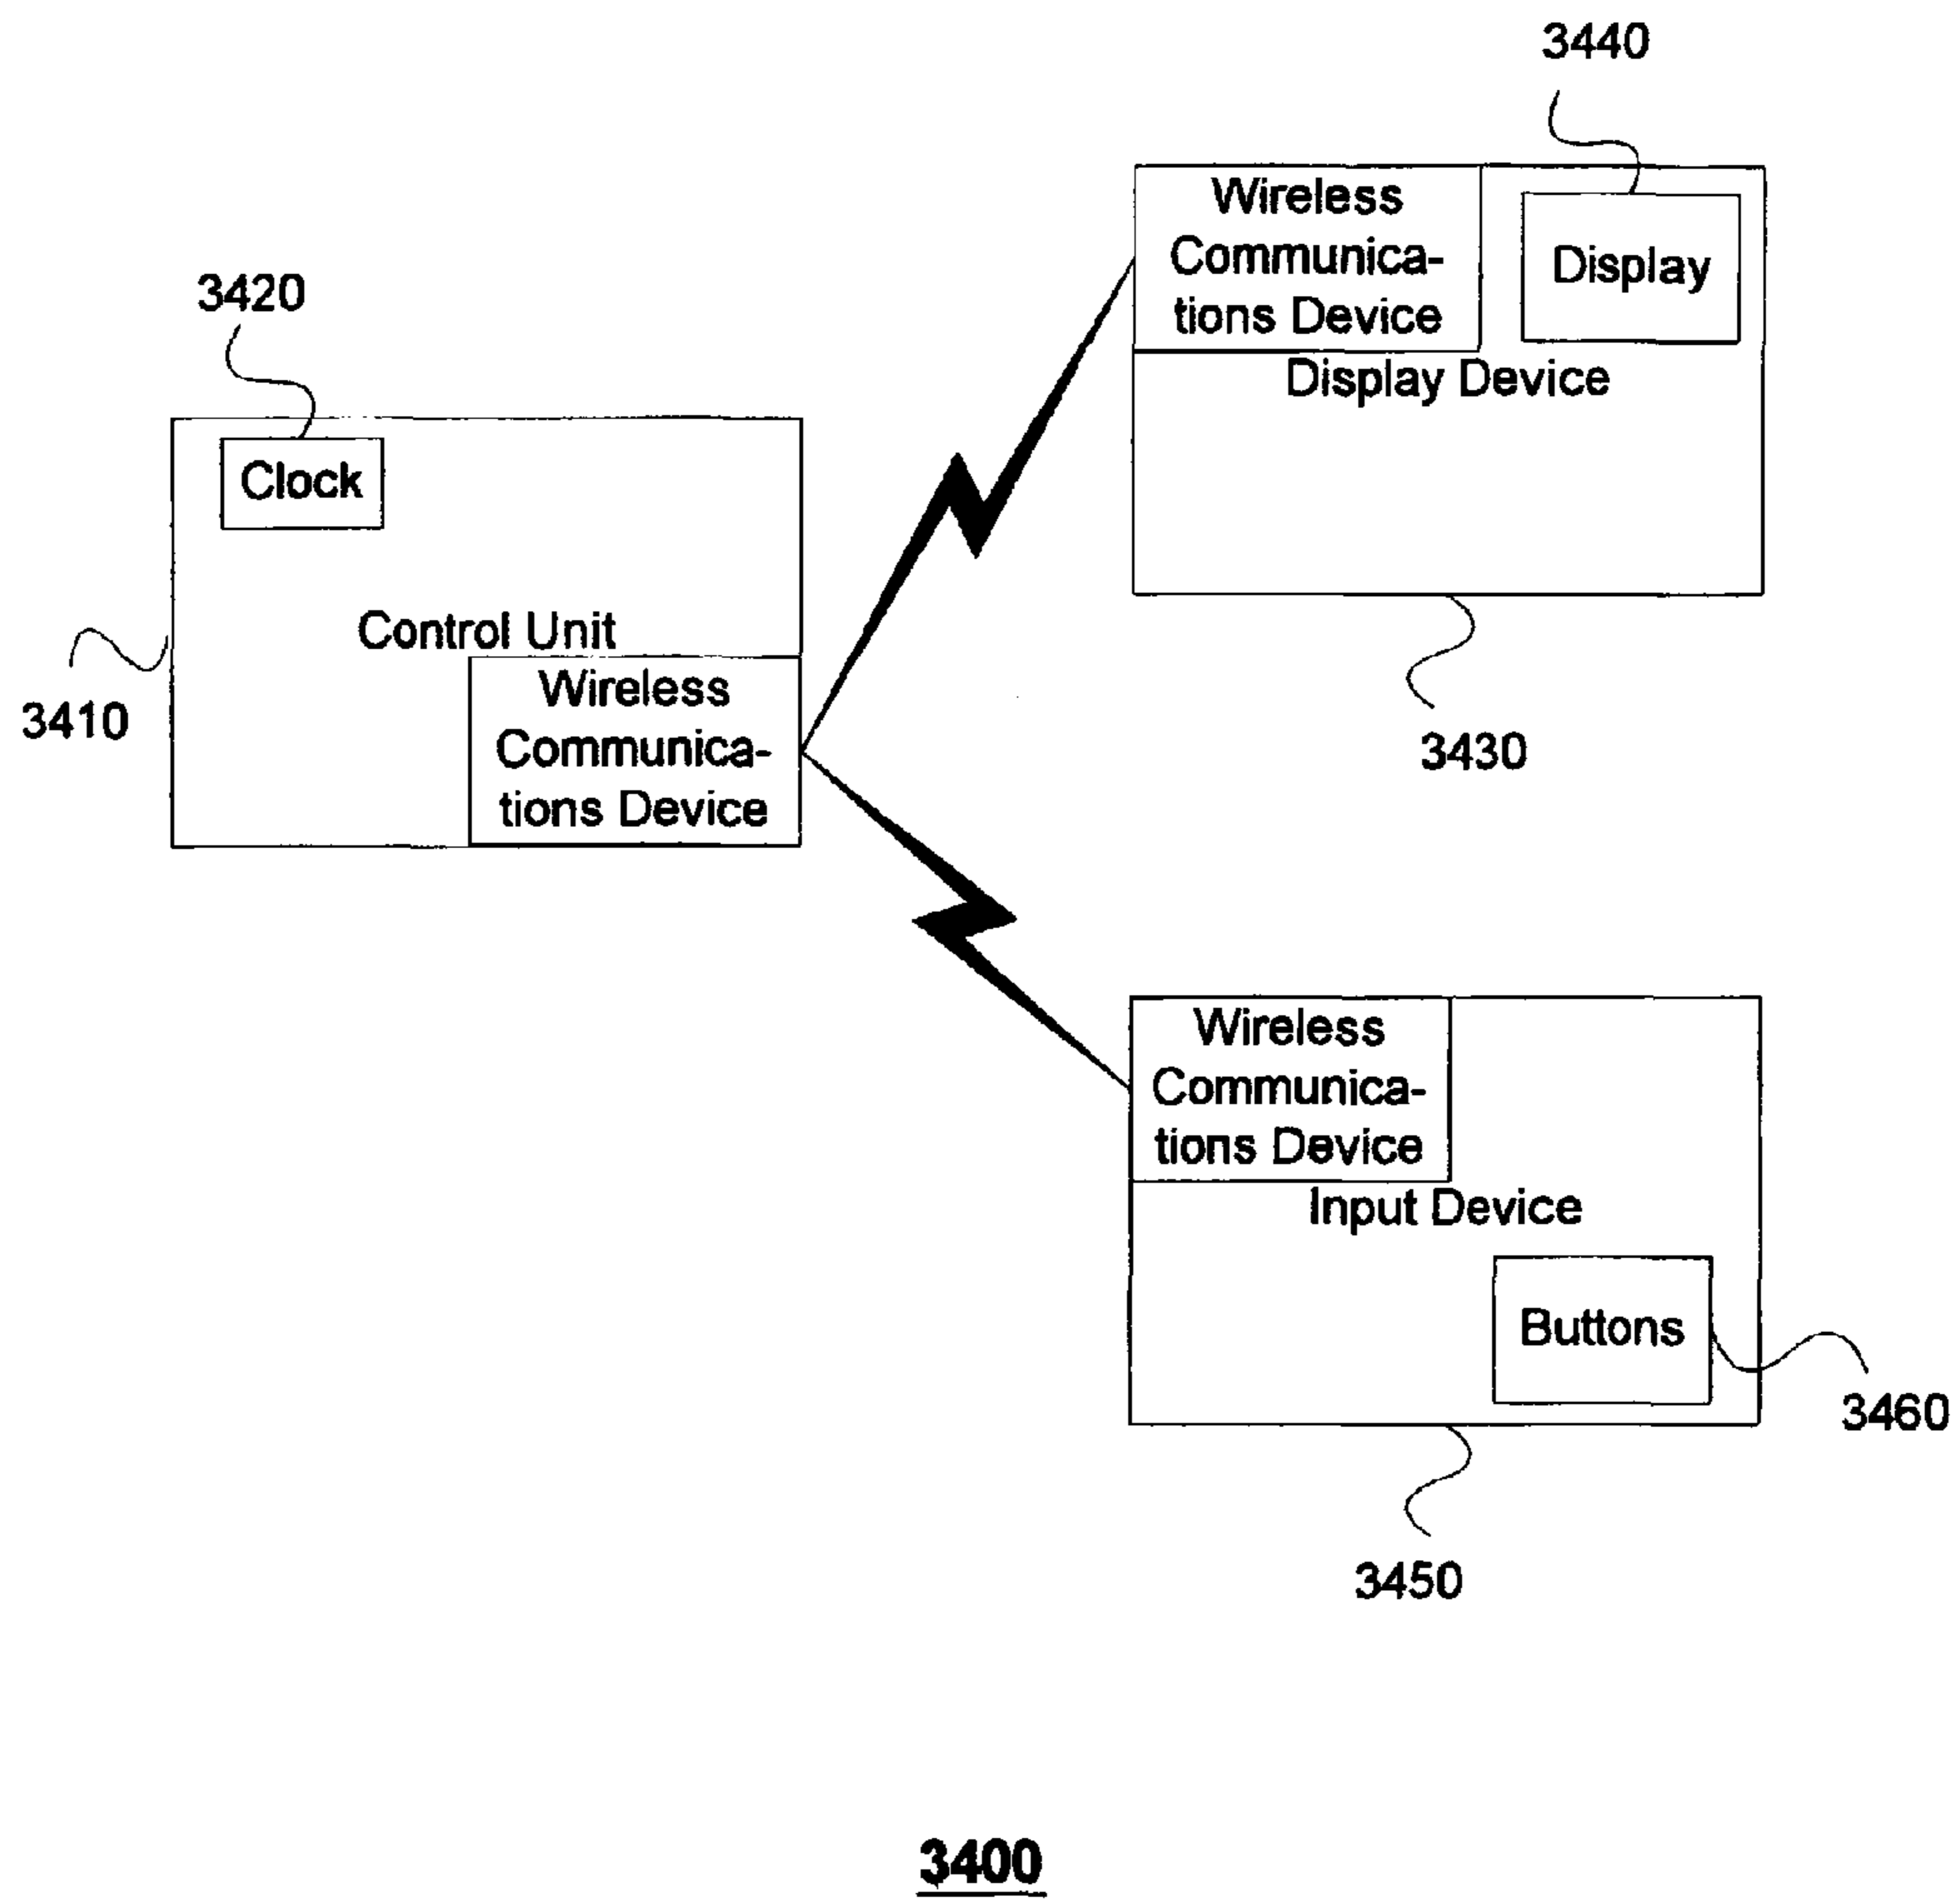 3440
Wireless
Communica-
tions Device
Display
Display Device
3430
3420
Clock
Control Unit
Wireless
Communica-
tions Device
3410
Wireless
Communica-
tions Device
Input Device
Buttons
3460
3450
3400